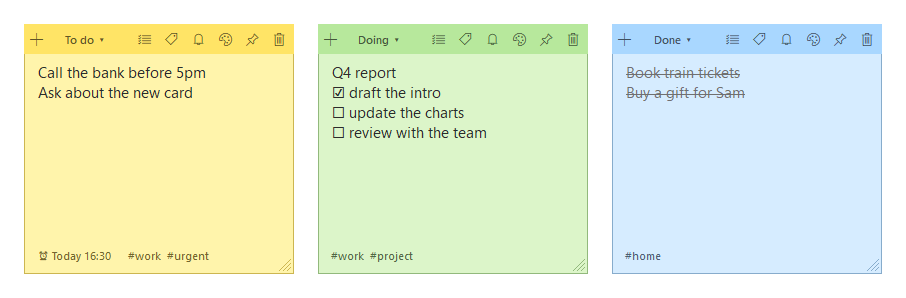 To do
Call the bank before 5pm
Ask about the new card
Today 16:30 #work #urgent
Doing
Q4 report
☑ draft the intro
☐ update the charts
☐ review with the team
#work #project
Done
Book train tickets
Buy a gift for Sam
#home